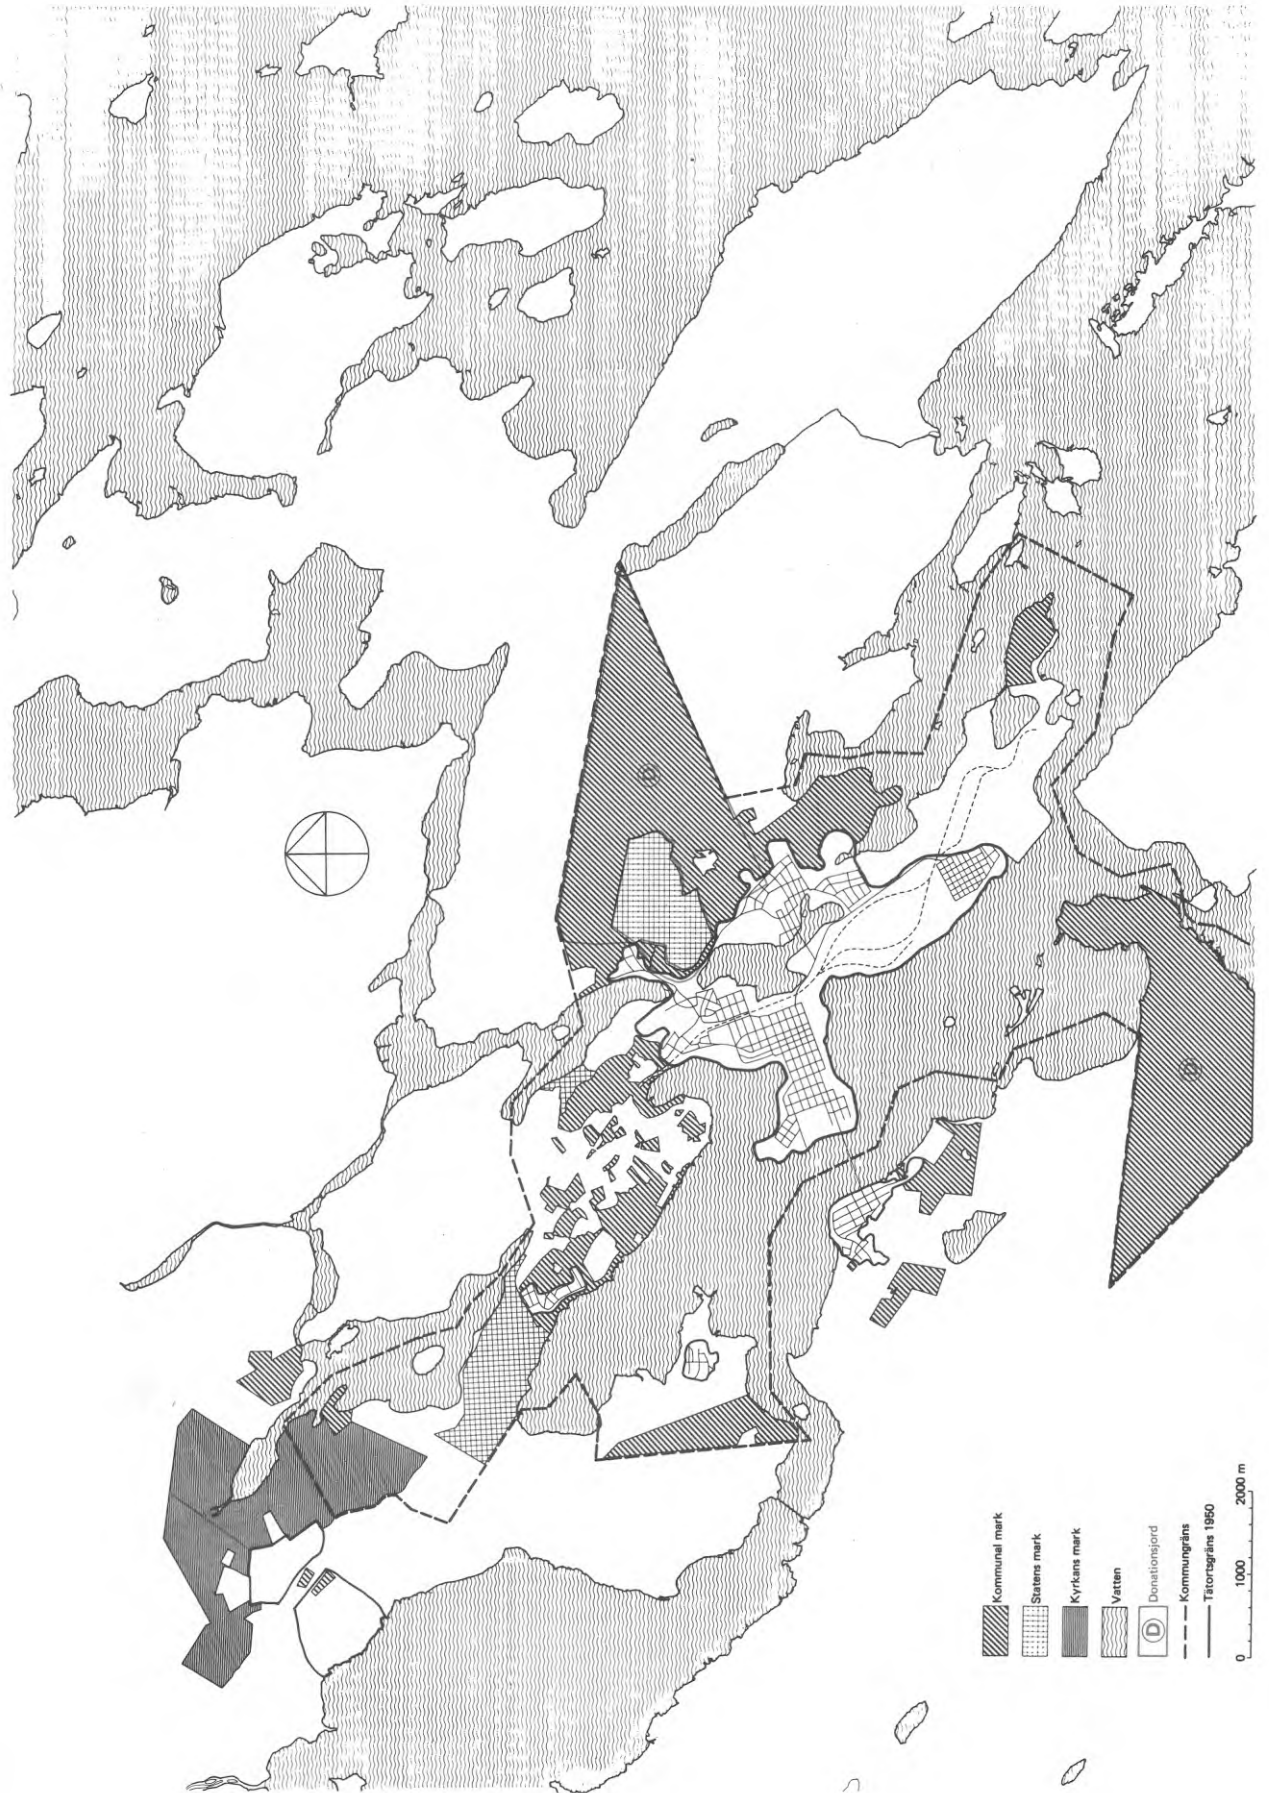 D
D
Kommunal mark
Statens mark
Kyrkans mark
Vatten
D Donationsjord
Kommungräns
Tätortsgräns 1950
0 1000 2000 m